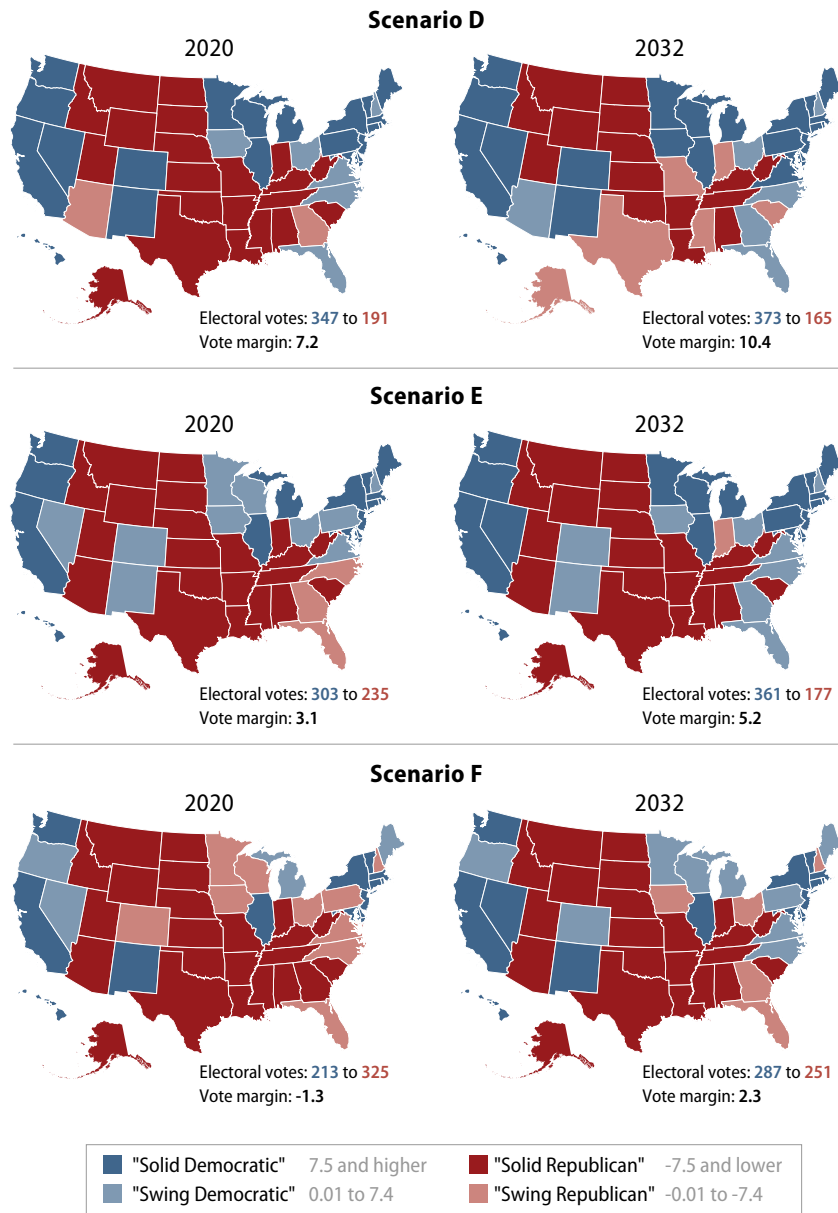 Scenario D
2020 2032
Electoral votes: 347 to 191 Electoral votes: 373 to 165
Vote margin: 7.2 Vote margin: 10.4
Scenario E
2020 2032
Electoral votes: 303 to 235 Electoral votes: 361 to 177
Vote margin: 3.1 Vote margin: 5.2
Scenario F
2020 2032
Electoral votes: 213 to 325 Electoral votes: 287 to 251
Vote margin: -1.3 Vote margin: 2.3
"Solid Democratic" 7.5 and higher "Solid Republican" -7.5 and lower
"Swing Democratic" 0.01 to 7.4 "Swing Republican" -0.01 to -7.4